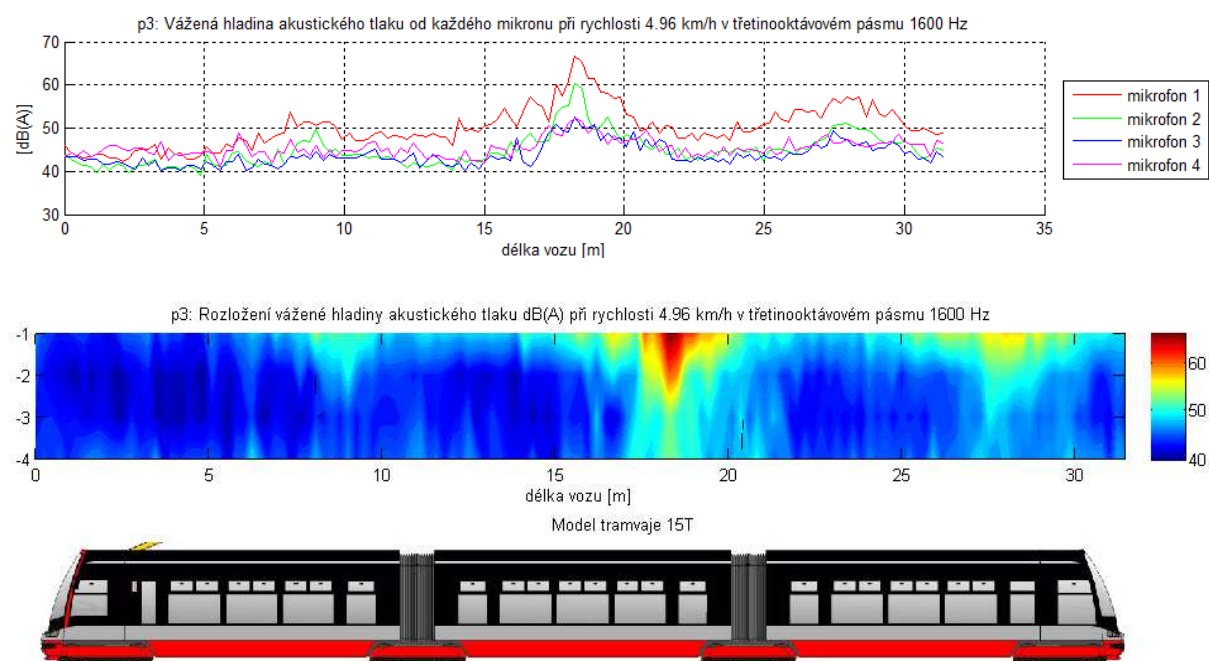 p3: Vážená hladina akustického tlaku od každého mikronu při rychlosti 4.96 km/h v třetinooktávovém pásmu 1600 Hz
70
60
50
40
30
[dB(A)]
0 5 10 15 20 25 30 35
délka vozu [m]
mikrofon 1
mikrofon 2
mikrofon 3
mikrofon 4
p3: Rozložení vážené hladiny akustického tlaku dB(A) při rychlosti 4.96 km/h v třetinooktávovém pásmu 1600 Hz
-1
-2
-3
-4
0 5 10 15 20 25 30
60
50
40
délka vozu [m]
Model tramvaje 15T